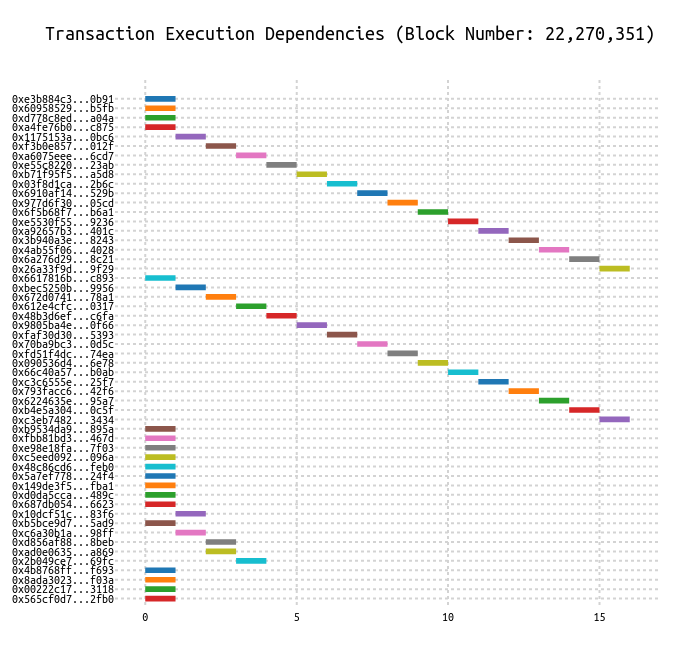 Transaction Execution Dependencies (Block Number: 22,270,351)
0xe3b884c3...0b91
0x60958529...b5fb
0xd778c8ed...a04a
0xa4fe76b0...c875
0x1175153a...0bc6
0xf3b0e857...012f
0xa6075eee...6cd7
0xe55c8220...23ab
0xb71f95f5...a5d8
0x03f8d1ca...2b6c
0x6910af14...529b
0x977d6f30...05cd
0x6f5b68f7...b6a1
0xe5530f55...9236
0xa92657b3...401c
0x3b940a3e...8243
0x4ab55f06...4028
0x6a276d29...8c21
0x26a33f9d...9f29
0x6617816b...c893
0xbec5250b...9956
0x672d0741...78a1
0x612e4cfc...0317
0x48b3d6ef...c6fa
0x9805ba4e...0f66
0xfaf30d30...5393
0x70ba9bc3...0d5c
0xfd51f4dc...74ea
0x090536d4...6e78
0x66c40a57...b0ab
0xc3c6555e...25f7
0x793facc6...42f6
0x6224635e...95a7
0xb4e5a304...0c5f
0xc3eb7482...3434
0xb9534da9...895a
0xfbb81bd3...467d
0xe98e18fa...7f03
0xc5eed092...096a
0x48c86cd6...feb0
0x5a7ef778...24f4
0x149de3f5...fba1
0xd0da5cca...489c
0x687db054...6623
0x10dcf51c...83f6
0xb5bce9d7...5ad9
0xc6a30b1a...98ff
0xd856af88...8beb
0xad0e0635...a869
0x2b049ce7...69fc
0x4b8768ff...f693
0x8ada3023...f03a
0x00222c17...3118
0x565cf0d7...2fb0
0 5 10 15